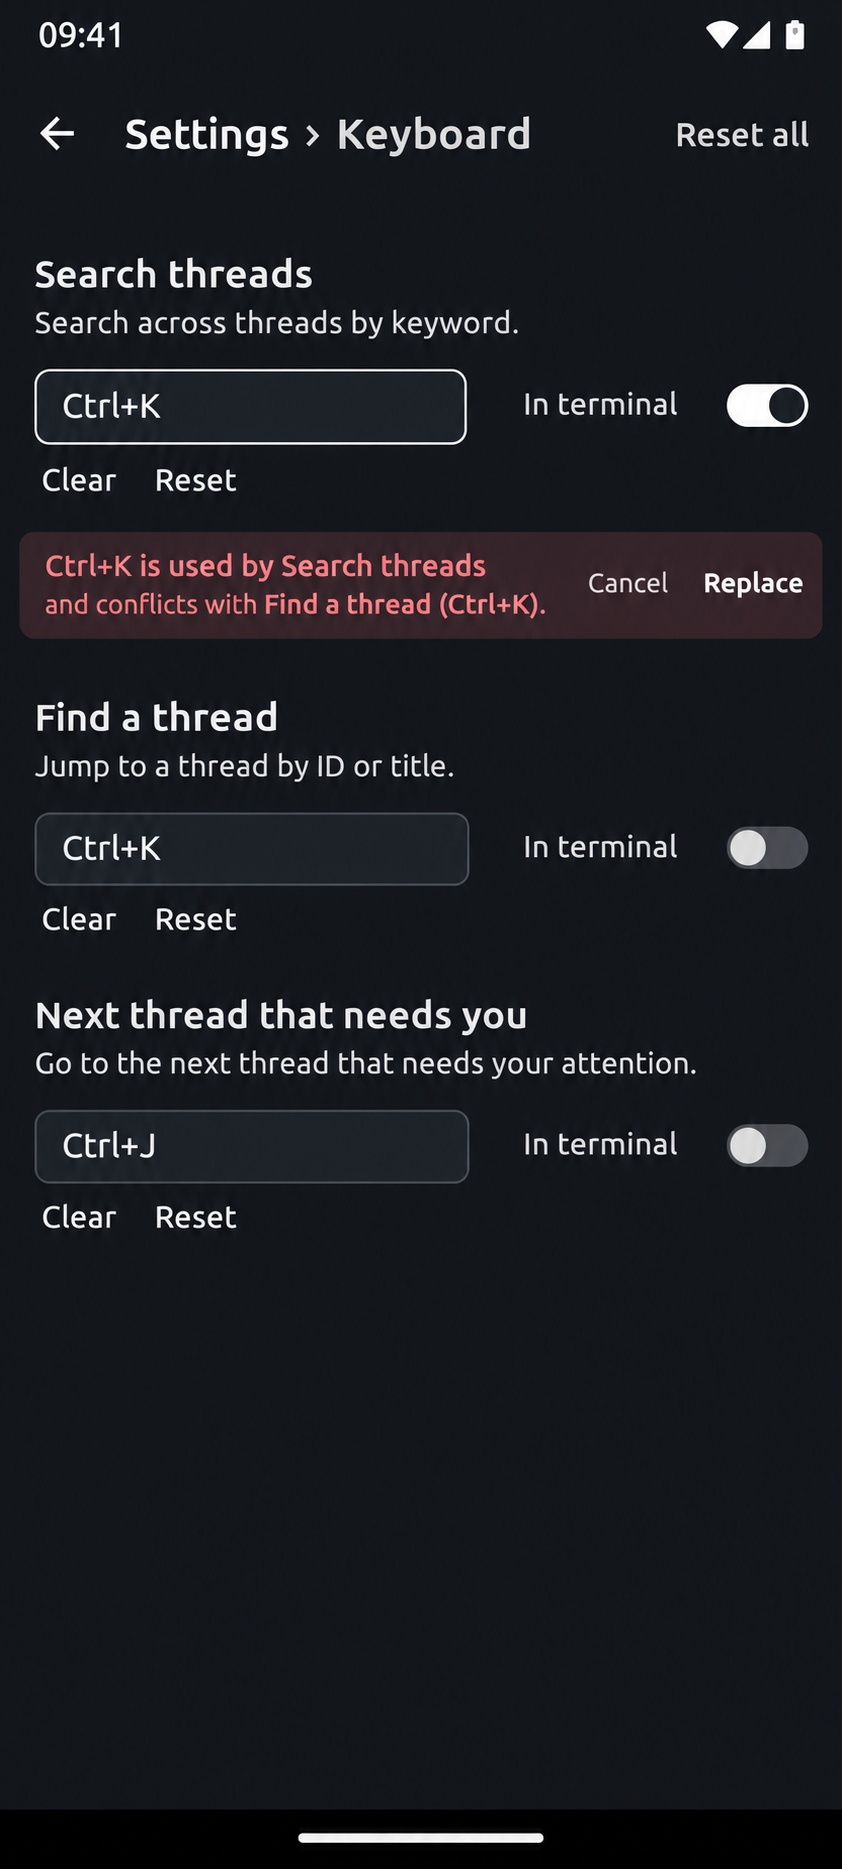 09:41
Settings › Keyboard
Reset all
Search threads
Search across threads by keyword.
Ctrl+K
In terminal
Clear
Reset
Ctrl+K is used by Search threads
and conflicts with Find a thread (Ctrl+K).
Cancel
Replace
Find a thread
Jump to a thread by ID or title.
Ctrl+K
In terminal
Clear
Reset
Next thread that needs you
Go to the next thread that needs your attention.
Ctrl+J
In terminal
Clear
Reset